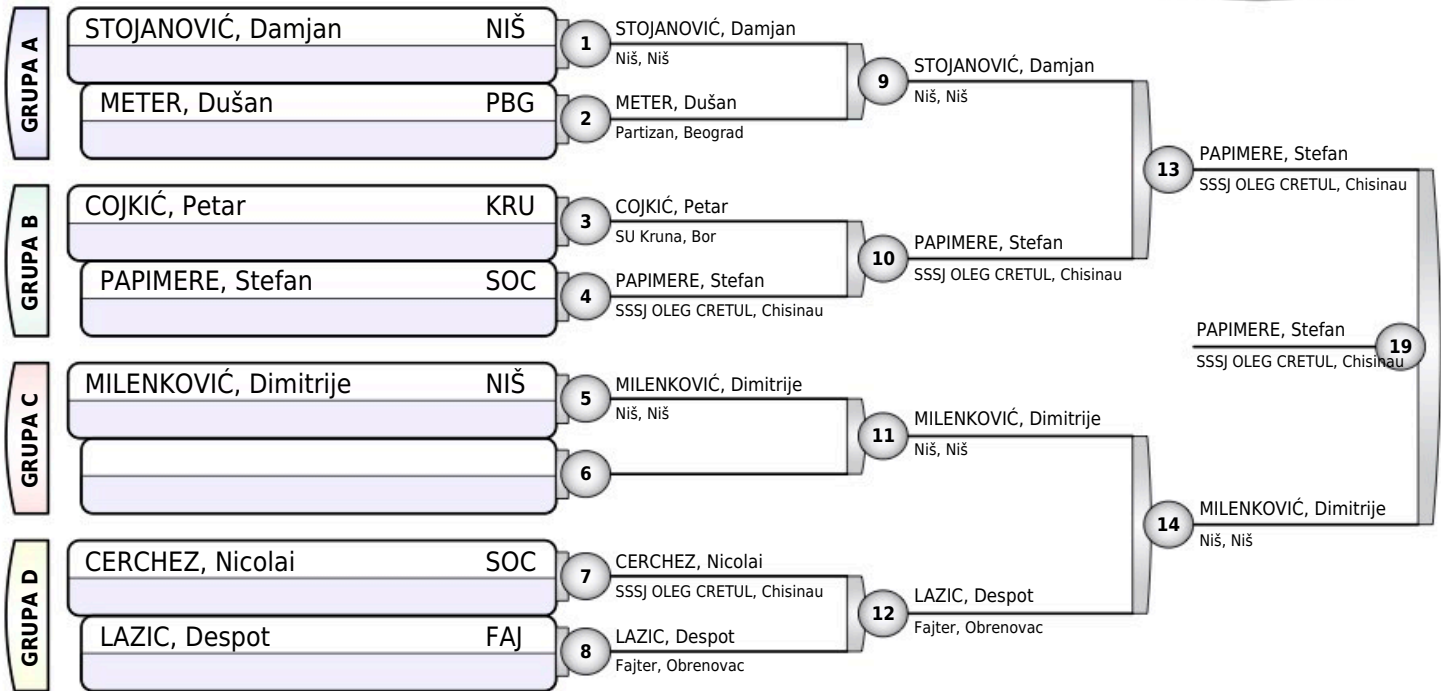 GRUPA A
STOJANOVIĆ, Damjan NIŠ
METER, Dušan PBG
1
STOJANOVIĆ, Damjan
Niš, Niš
2
METER, Dušan
Partizan, Beograd
9
STOJANOVIĆ, Damjan
Niš, Niš
GRUPA B
COJKIĆ, Petar KRU
PAPIMERE, Stefan SOC
3
COJKIĆ, Petar
SU Kruna, Bor
4
PAPIMERE, Stefan
SSSJ OLEG CRETUL, Chisinau
10
PAPIMERE, Stefan
SSSJ OLEG CRETUL, Chisinau
13
PAPIMERE, Stefan
SSSJ OLEG CRETUL, Chisinau
GRUPA C
MILENKOVIĆ, Dimitrije NIŠ
5
MILENKOVIĆ, Dimitrije
Niš, Niš
6
11
MILENKOVIĆ, Dimitrije
Niš, Niš
GRUPA D
CERCHEZ, Nicolai SOC
LAZIC, Despot FAJ
7
CERCHEZ, Nicolai
SSSJ OLEG CRETUL, Chisinau
8
LAZIC, Despot
Fajter, Obrenovac
12
LAZIC, Despot
Fajter, Obrenovac
14
MILENKOVIĆ, Dimitrije
Niš, Niš
PAPIMERE, Stefan
SSSJ OLEG CRETUL, Chisinau
19